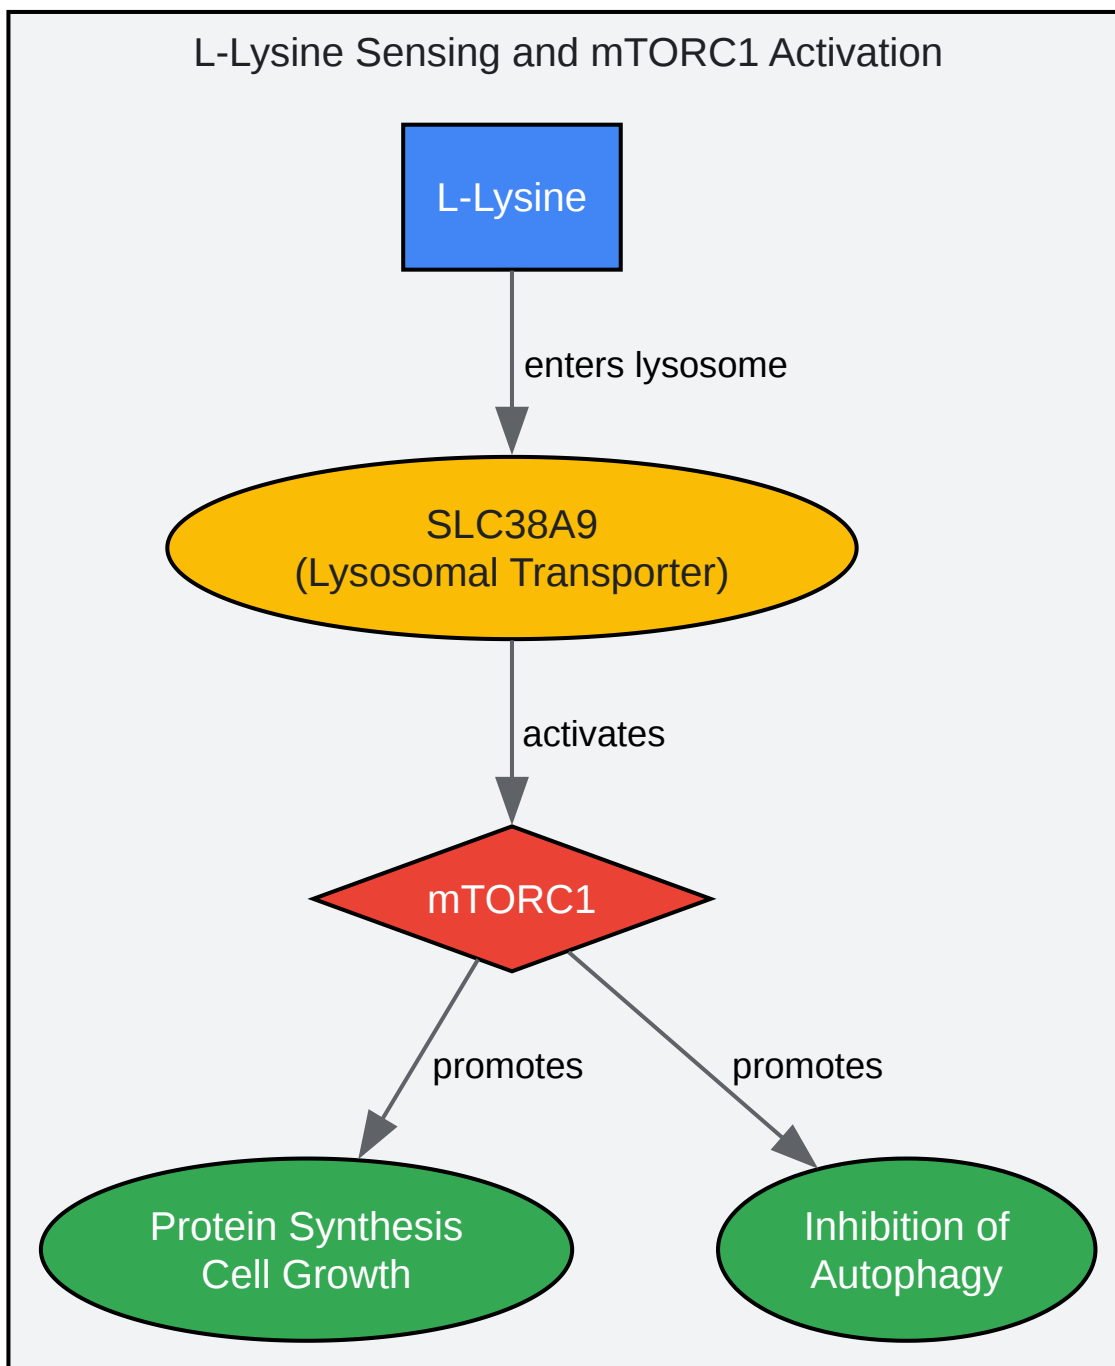 L-Lysine Sensing and mTORC1 Activation
L-Lysine
enters lysosome
SLC38A9
(Lysosomal Transporter)
activates
mTORC1
promotes
promotes
Protein Synthesis
Cell Growth
Inhibition of
Autophagy